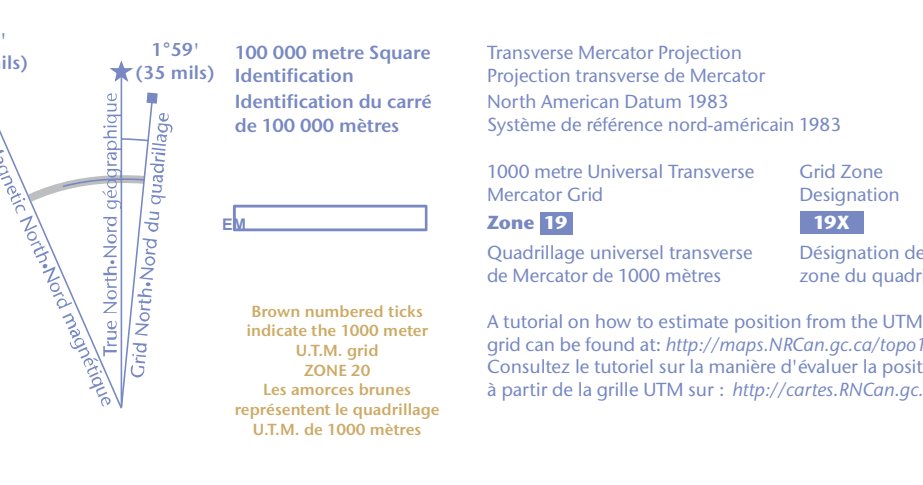 1°59'
(35 mils)
Magnetic North•Nord magnétique
True North•Nord géographique
Grid North•Nord du quadrillage
100 000 metre Square
Identification
Identification du carré
de 100 000 mètres
EM
Brown numbered ticks
indicate the 1000 meter
U.T.M. grid
ZONE 20
Les amorces brunes
représentent le quadrillage
U.T.M. de 1000 mètres
Transverse Mercator Projection
Projection transverse de Mercator
North American Datum 1983
Système de référence nord-américain 1983
1000 metre Universal Transverse
Mercator Grid
Zone 19
Quadrillage universel transverse
de Mercator de 1000 mètres
Grid Zone
Designation
19X
Désignation de
zone du
A tutorial on how to estimate position from the UTM
grid can be found at: http://maps.NRCan.gc.ca/topo1
Consultez le tutoriel sur la manière d'évaluer la
à partir de la grille UTM sur : http://cartes.RNCan.gc.